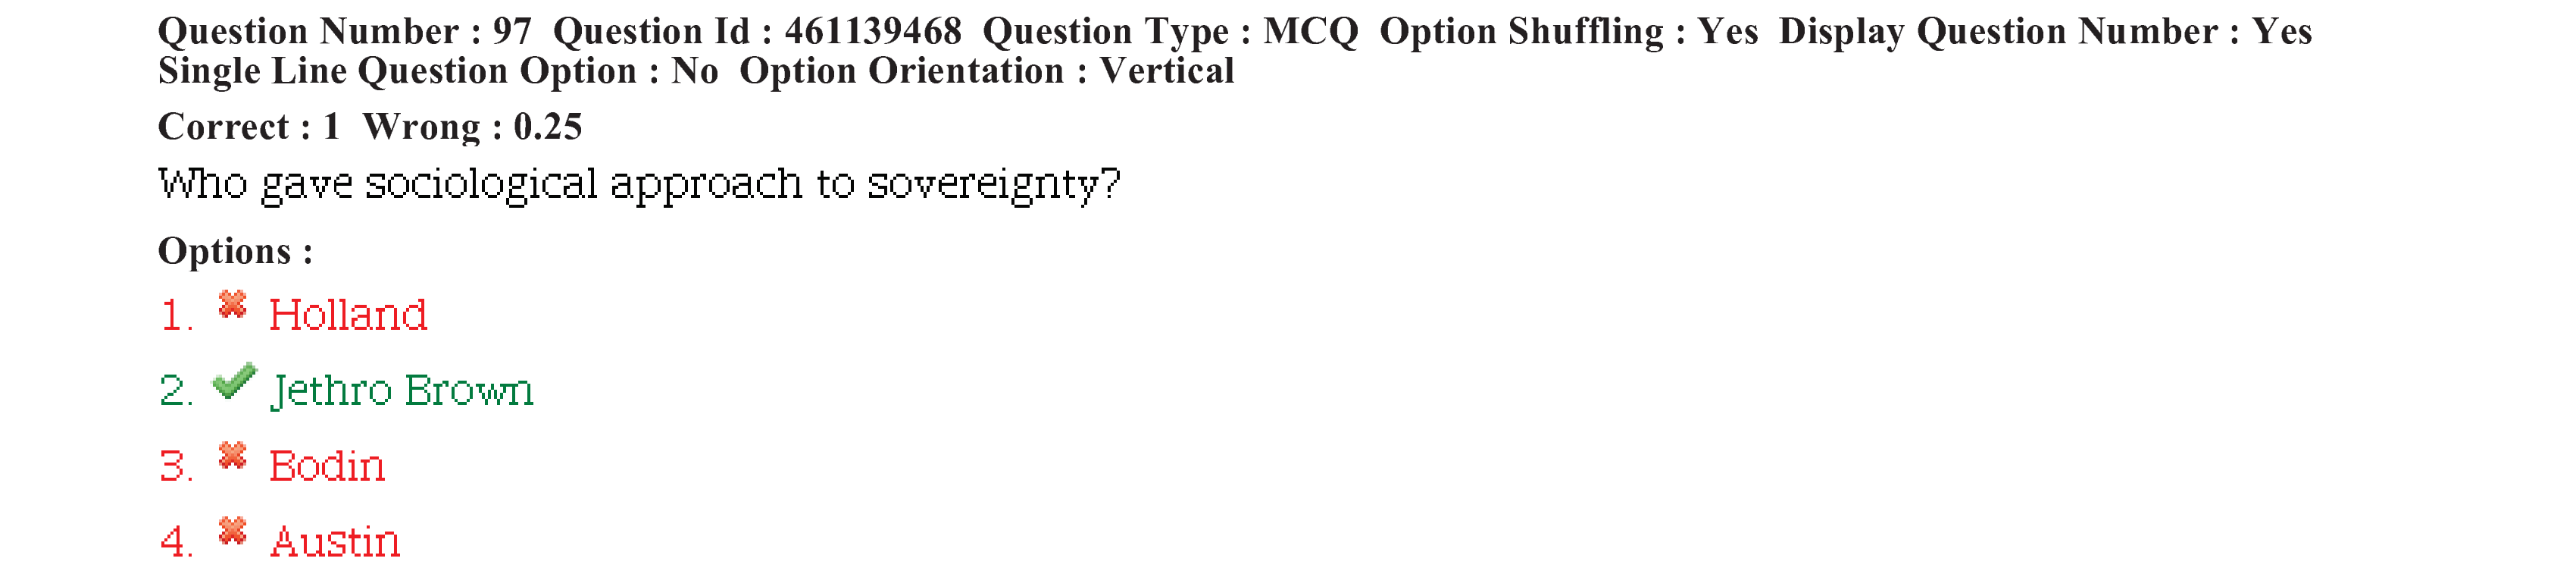 Question Number : 97 Question Id : 461139468 Question Type : MCQ Option Shuffling : Yes Display Question Number : Yes
Single Line Question Option : No Option Orientation : Vertical
Correct : 1 Wrong : 0.25
Who gave sociological approach to sovereignty?
Options :
1. Holland
2. Jethro Brown
3. Bodin
4. Austin